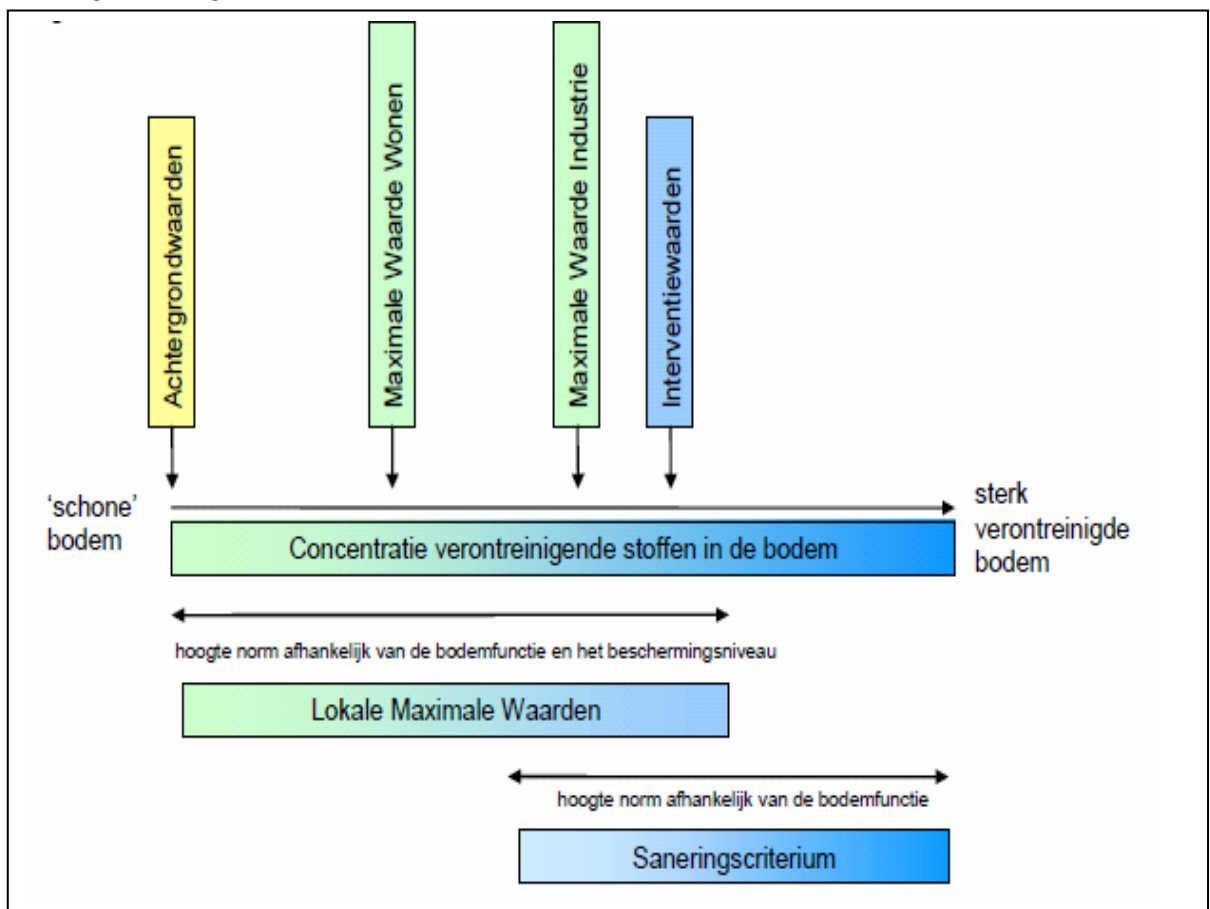 Achtergrondwaarden
Maximale Waarde Wonen
Maximale Waarde Industrie
Interventiewaarden
‘schone’
bodem
sterk
verontreinigde
bodem
Concentratie verontreinigende stoffen in de bodem
hoogte norm afhankelijk van de bodemfunctie en het beschermingsniveau
Lokale Maximale Waarden
hoogte norm afhankelijk van de bodemfunctie
Saneringscriterium